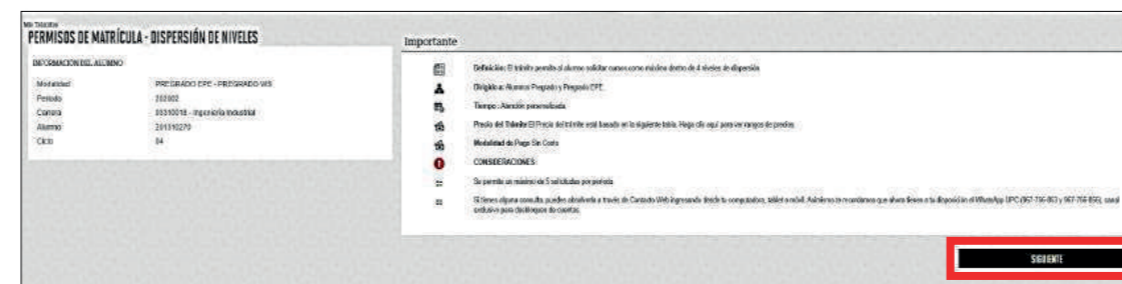 Mis Trámites
PERMISOS DE MATRÍCULA - DISPERSIÓN DE NIVELES
INFORMACIÓN DEL ALUMNO
Modalidad PREGRADO EPE - PREGRADO WS
Periodo 202002
Carrera - Ingeniería Industrial
Alumno
Ciclo 04
Importante
Definición: El trámite permite al alumno solicitar cursos como máximo dentro de 4 niveles de dispersión.
Dirigido a: Alumnos Pregrado y Pregrado EPE.
Tiempo : Atención personalizada
Precio del Trámite El Precio del trámite está basado en la siguiente tabla. Haga clic aquí para ver rangos de precios.
Modalidad de Pago Sin Costo
CONSIDERACIONES
Se permite un máximo de 5 solicitudes por periodo
Si tienes alguna consulta, puedes absolverla a través de Contacto Web ingresando desde tu computadora, tablet o móvil. Asimismo te recordamos que ahora tienes a tu disposición el WhatsApp UPC canal
exclusivo para desbloqueo de cuentas.
SIGUIENTE